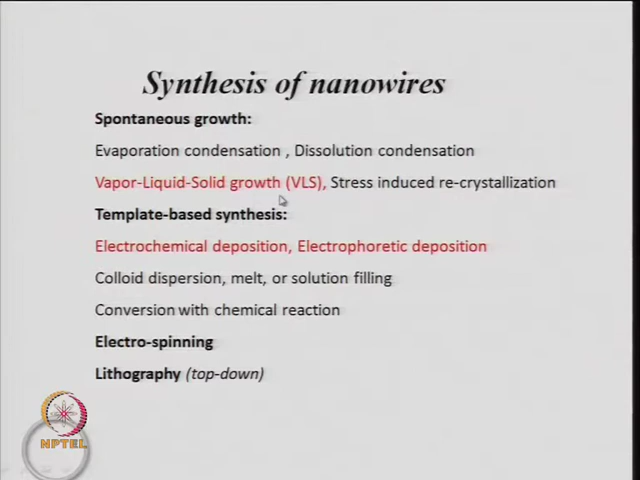 Synthesis of nanowires
Spontaneous growth:
Evaporation condensation , Dissolution condensation
Vapor-Liquid-Solid growth (VLS), Stress induced re-crystallization
Template-based synthesis:
Electrochemical deposition, Electrophoretic deposition
Colloid dispersion, melt, or solution filling
Conversion with chemical reaction
Electro-spinning
Lithography (top-down)
NPTEL